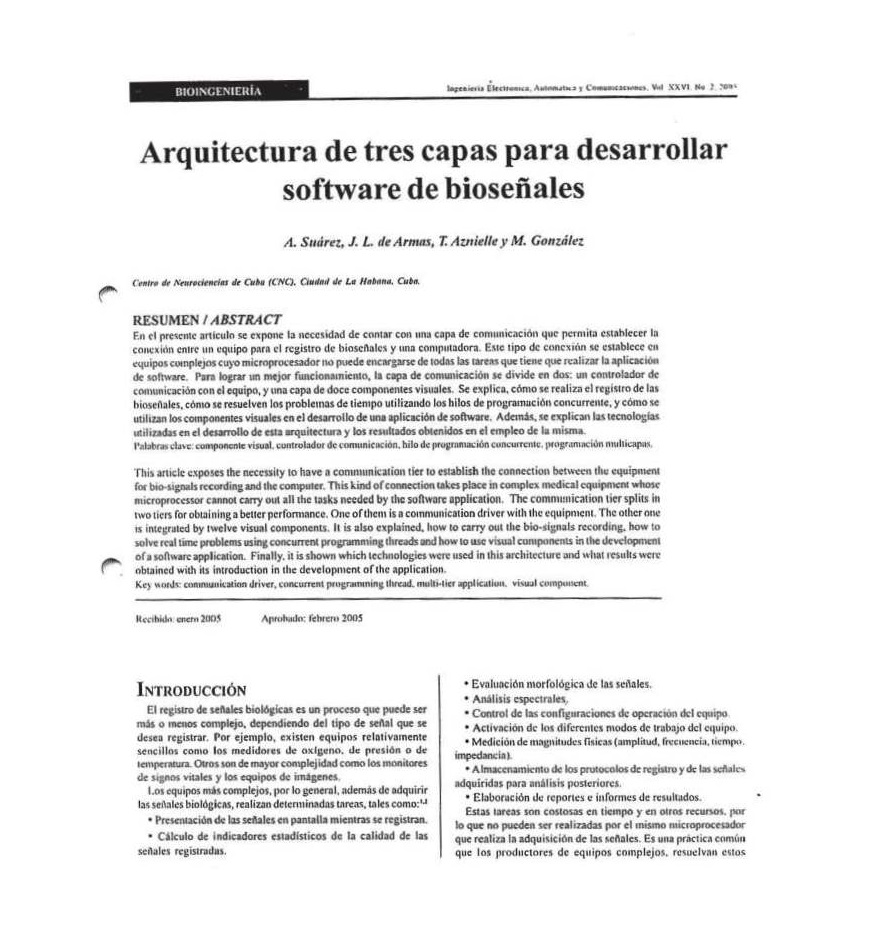 BIOINGENIERÍA
Ingeniería Electrónica, Automática y Comunicaciones, Vol XXVI, No 2, 2005
Arquitectura de tres capas para desarrollar
software de bioseñales
A. Suárez, J. L. de Armas, T. Aznielle y M. González
Centro de Neurociencias de Cuba (CNC), Ciudad de La Habana, Cuba.
RESUMEN / ABSTRACT
En el presente artículo se expone la necesidad de contar con una capa de comunicación que permita establecer la
conexión entre un equipo para el registro de bioseñales y una computadora. Este tipo de conexión se establece en
equipos complejos cuyo microprocesador no puede encargarse de todas las tareas que tiene que realizar la aplicación
de software. Para lograr un mejor funcionamiento, la capa de comunicación se divide en dos: un controlador de
comunicación con el equipo, y una capa de doce componentes visuales. Se explica, cómo se realiza el registro de las
bioseñales, cómo se resuelven los problemas de tiempo utilizando los hilos de programación concurrente, y cómo se
utilizan los componentes visuales en el desarrollo de una aplicación de software. Además, se explican las tecnologías
utilizadas en el desarrollo de esta arquitectura y los resultados obtenidos en el empleo de la misma.
Palabras clave: componente visual, controlador de comunicación, hilo de programación concurrente, programación multicapas.
This article exposes the necessity to have a communication tier to establish the connection between the equipment
for bio-signals recording and the computer. This kind of connection takes place in complex medical equipment whose
microprocessor cannot carry out all the tasks needed by the software application. The communication tier splits in
two tiers for obtaining a better performance. One of them is a communication driver with the equipment. The other one
is integrated by twelve visual components. It is also explained, how to carry out the bio-signals recording, how to
solve real time problems using concurrent programming threads and how to use visual components in the development
of a software application. Finally, it is shown which technologies were used in this architecture and what results were
obtained with its introduction in the development of the application.
Key words: communication driver, concurrent programming thread, multi-tier application, visual component.
Recibido: enero 2005 Aprobado: febrero 2005
INTRODUCCIÓN
El registro de señales biológicas es un proceso que puede ser
más o menos complejo, dependiendo del tipo de señal que se
desea registrar. Por ejemplo, existen equipos relativamente
sencillos como los medidores de oxígeno, de presión o de
temperatura. Otros son de mayor complejidad como los monitores
de signos vitales y los equipos de imágenes.
Los equipos más complejos, por lo general, además de adquirir
las señales biológicas, realizan determinadas tareas, tales como:
• Presentación de las señales en pantalla mientras se registran.
• Cálculo de indicadores estadísticos de la calidad de las
señales registradas.
• Evaluación morfológica de las señales.
• Análisis espectrales.
• Control de las configuraciones de operación del equipo.
• Activación de los diferentes modos de trabajo del equipo.
• Medición de magnitudes físicas (amplitud, frecuencia, tiempo,
impedancia).
• Almacenamiento de los protocolos de registro y de las señales
adquiridas para análisis posteriores.
• Elaboración de reportes e informes de resultados.
Estas tareas son costosas en tiempo y en otros recursos, por
lo que no pueden ser realizadas por el mismo microprocesador
que realiza la adquisición de las señales. Es una práctica común
que los productores de equipos complejos, resuelvan estos